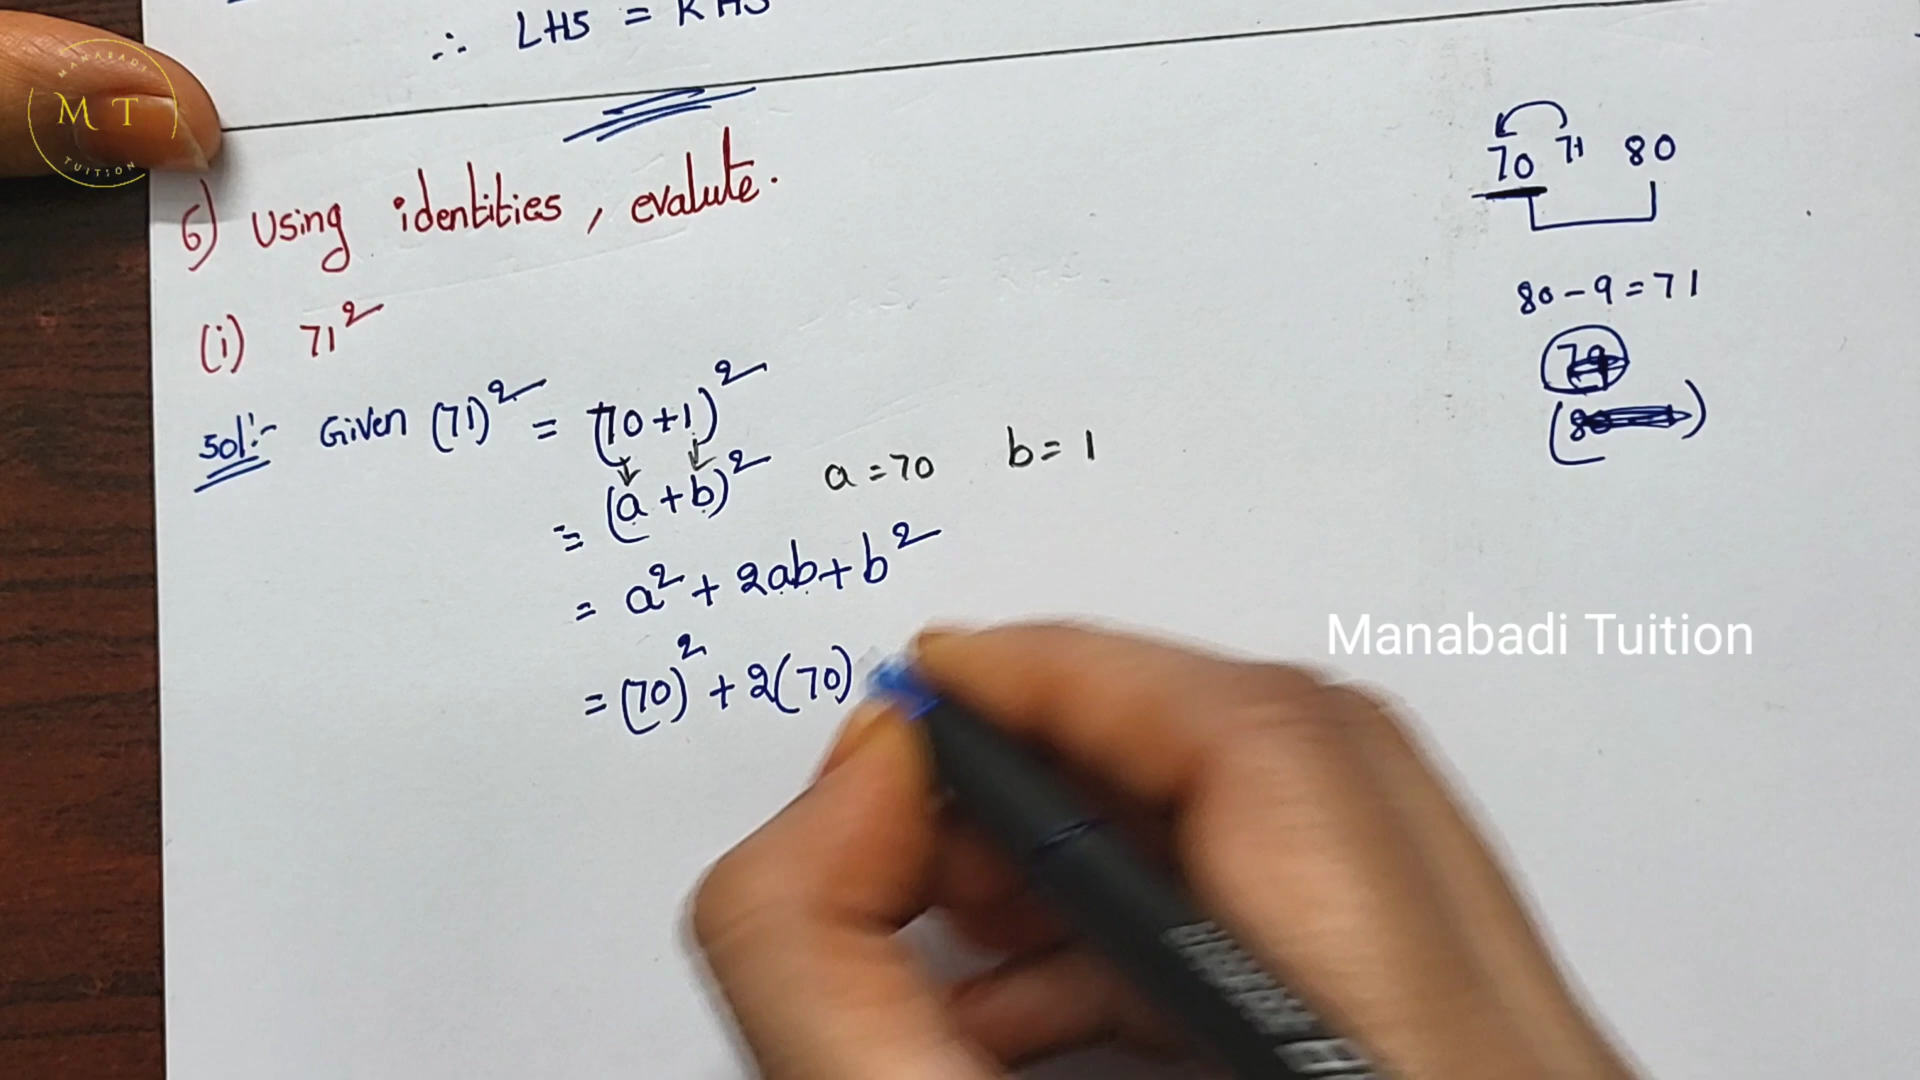 ∴ LHS = RHS
MANABADI
M T
TUITION
6) Using identities, evalute.
(i) 71²
Sol:- Given (71)² = (70+1)²
= (a+b)² a=70 b=1
= a² + 2ab + b²
= (70)² + 2(70)
70 71 80
80-9=71
Manabadi Tuition